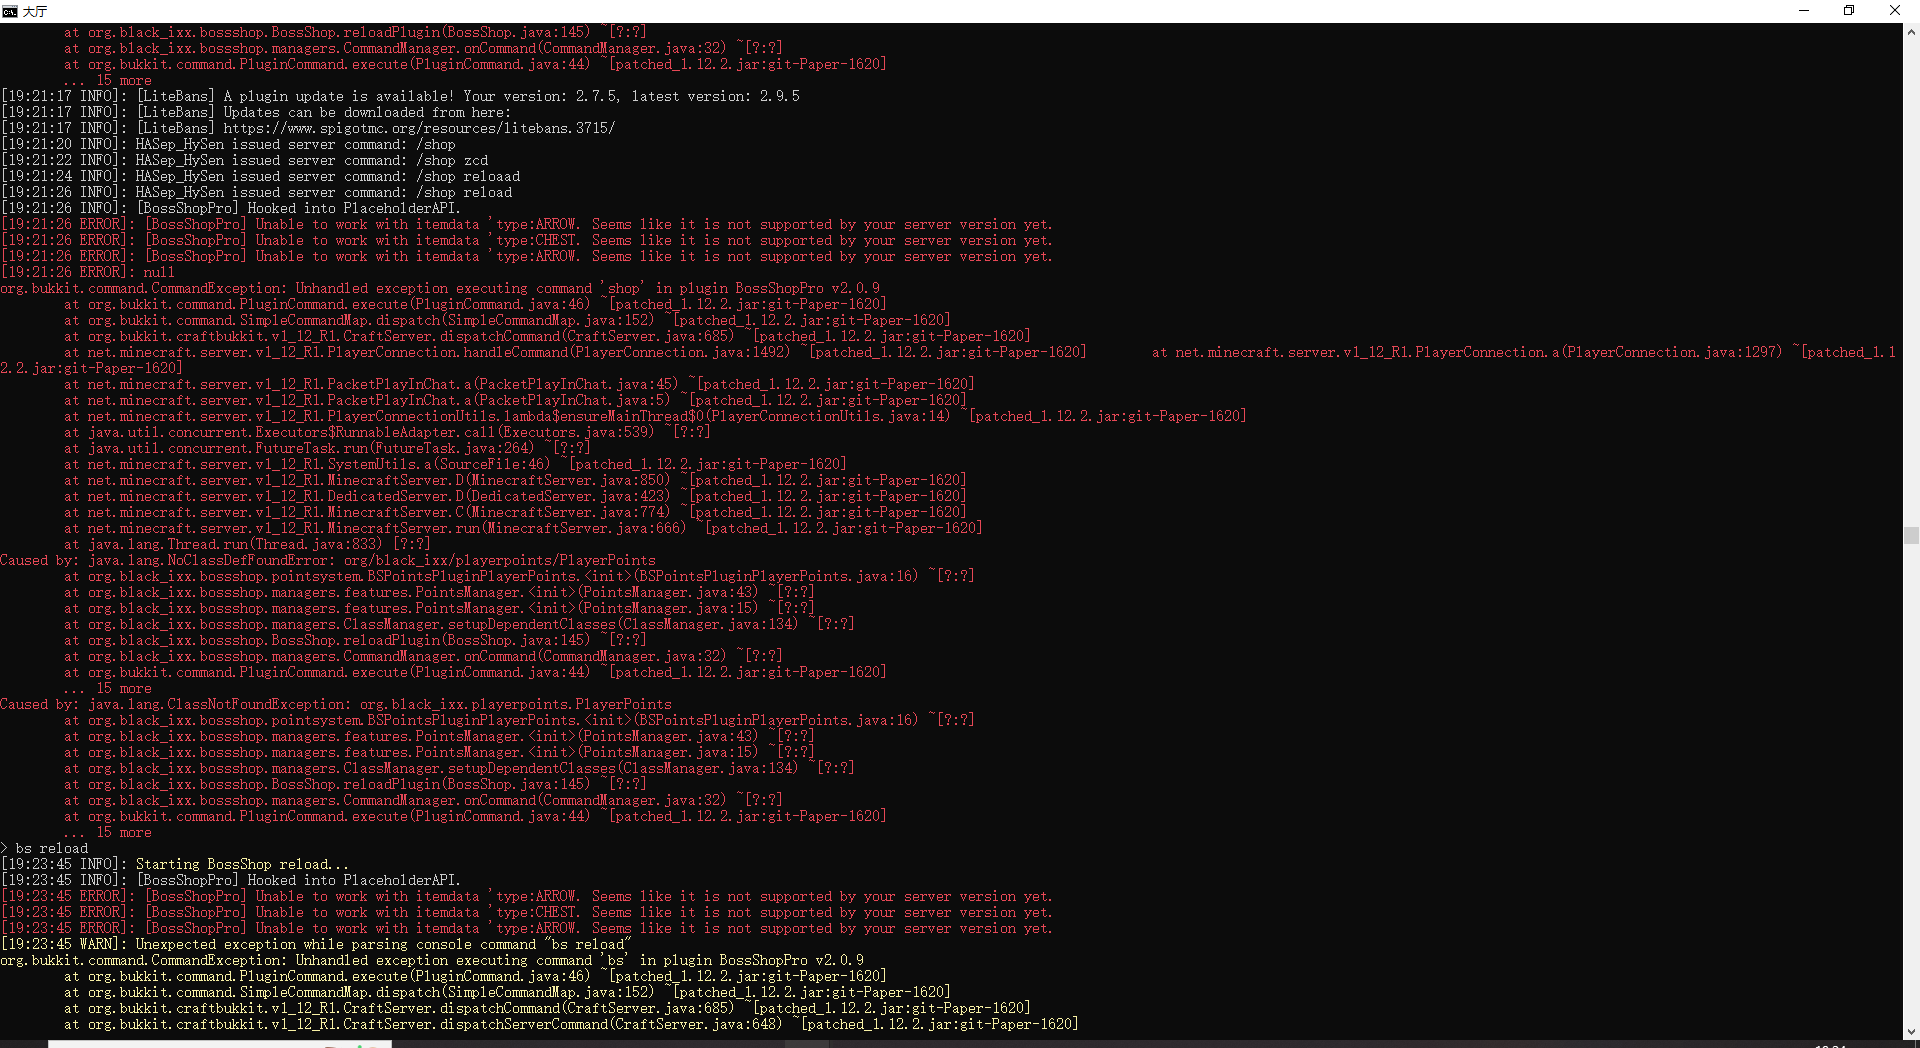 大厅
        at org.black_ixx.bossshop.BossShop.reloadPlugin(BossShop.java:145) ~[?:?]
        at org.black_ixx.bossshop.managers.CommandManager.onCommand(CommandManager.java:32) ~[?:?]
        at org.bukkit.command.PluginCommand.execute(PluginCommand.java:44) ~[patched_1.12.2.jar:git-Paper-1620]
        ... 15 more
[19:21:17 INFO]: [LiteBans] A plugin update is available! Your version: 2.7.5, latest version: 2.9.5
[19:21:17 INFO]: [LiteBans] Updates can be downloaded from here:
[19:21:17 INFO]: [LiteBans] https://www.spigotmc.org/resources/litebans.3715/
[19:21:20 INFO]: HASep_HySen issued server command: /shop
[19:21:22 INFO]: HASep_HySen issued server command: /shop zcd
[19:21:24 INFO]: HASep_HySen issued server command: /shop reloaad
[19:21:26 INFO]: HASep_HySen issued server command: /shop reload
[19:21:26 INFO]: [BossShopPro] Hooked into PlaceholderAPI.
[19:21:26 ERROR]: [BossShopPro] Unable to work with itemdata 'type:ARROW. Seems like it is not supported by your server version yet.
[19:21:26 ERROR]: [BossShopPro] Unable to work with itemdata 'type:CHEST. Seems like it is not supported by your server version yet.
[19:21:26 ERROR]: [BossShopPro] Unable to work with itemdata 'type:ARROW. Seems like it is not supported by your server version yet.
[19:21:26 ERROR]: null
org.bukkit.command.CommandException: Unhandled exception executing command 'shop' in plugin BossShopPro v2.0.9
        at org.bukkit.command.PluginCommand.execute(PluginCommand.java:46) ~[patched_1.12.2.jar:git-Paper-1620]
        at org.bukkit.command.SimpleCommandMap.dispatch(SimpleCommandMap.java:152) ~[patched_1.12.2.jar:git-Paper-1620]
        at org.bukkit.craftbukkit.v1_12_R1.CraftServer.dispatchCommand(CraftServer.java:685) ~[patched_1.12.2.jar:git-Paper-1620]
        at net.minecraft.server.v1_12_R1.PlayerConnection.handleCommand(PlayerConnection.java:1492) ~[patched_1.12.2.jar:git-Paper-1620]        at net.minecraft.server.v1_12_R1.PlayerConnection.a(PlayerConnection.java:1297) ~[patched_1.1
2.2.jar:git-Paper-1620]
        at net.minecraft.server.v1_12_R1.PacketPlayInChat.a(PacketPlayInChat.java:45) ~[patched_1.12.2.jar:git-Paper-1620]
        at net.minecraft.server.v1_12_R1.PacketPlayInChat.a(PacketPlayInChat.java:5) ~[patched_1.12.2.jar:git-Paper-1620]
        at net.minecraft.server.v1_12_R1.PlayerConnectionUtils.lambda$ensureMainThread$0(PlayerConnectionUtils.java:14) ~[patched_1.12.2.jar:git-Paper-1620]
        at java.util.concurrent.Executors$RunnableAdapter.call(Executors.java:539) ~[?:?]
        at java.util.concurrent.FutureTask.run(FutureTask.java:264) ~[?:?]
        at net.minecraft.server.v1_12_R1.SystemUtils.a(SourceFile:46) ~[patched_1.12.2.jar:git-Paper-1620]
        at net.minecraft.server.v1_12_R1.MinecraftServer.D(MinecraftServer.java:850) ~[patched_1.12.2.jar:git-Paper-1620]
        at net.minecraft.server.v1_12_R1.DedicatedServer.D(DedicatedServer.java:423) ~[patched_1.12.2.jar:git-Paper-1620]
        at net.minecraft.server.v1_12_R1.MinecraftServer.C(MinecraftServer.java:774) ~[patched_1.12.2.jar:git-Paper-1620]
        at net.minecraft.server.v1_12_R1.MinecraftServer.run(MinecraftServer.java:666) ~[patched_1.12.2.jar:git-Paper-1620]
        at java.lang.Thread.run(Thread.java:833) [?:?]
Caused by: java.lang.NoClassDefFoundError: org/black_ixx/playerpoints/PlayerPoints
        at org.black_ixx.bossshop.pointsystem.BSPointsPluginPlayerPoints.<init>(BSPointsPluginPlayerPoints.java:16) ~[?:?]
        at org.black_ixx.bossshop.managers.features.PointsManager.<init>(PointsManager.java:43) ~[?:?]
        at org.black_ixx.bossshop.managers.features.PointsManager.<init>(PointsManager.java:15) ~[?:?]
        at org.black_ixx.bossshop.managers.ClassManager.setupDependentClasses(ClassManager.java:134) ~[?:?]
        at org.black_ixx.bossshop.BossShop.reloadPlugin(BossShop.java:145) ~[?:?]
        at org.black_ixx.bossshop.managers.CommandManager.onCommand(CommandManager.java:32) ~[?:?]
        at org.bukkit.command.PluginCommand.execute(PluginCommand.java:44) ~[patched_1.12.2.jar:git-Paper-1620]
        ... 15 more
Caused by: java.lang.ClassNotFoundException: org.black_ixx.playerpoints.PlayerPoints
        at org.black_ixx.bossshop.pointsystem.BSPointsPluginPlayerPoints.<init>(BSPointsPluginPlayerPoints.java:16) ~[?:?]
        at org.black_ixx.bossshop.managers.features.PointsManager.<init>(PointsManager.java:43) ~[?:?]
        at org.black_ixx.bossshop.managers.features.PointsManager.<init>(PointsManager.java:15) ~[?:?]
        at org.black_ixx.bossshop.managers.ClassManager.setupDependentClasses(ClassManager.java:134) ~[?:?]
        at org.black_ixx.bossshop.BossShop.reloadPlugin(BossShop.java:145) ~[?:?]
        at org.black_ixx.bossshop.managers.CommandManager.onCommand(CommandManager.java:32) ~[?:?]
        at org.bukkit.command.PluginCommand.execute(PluginCommand.java:44) ~[patched_1.12.2.jar:git-Paper-1620]
        ... 15 more
> bs reload
[19:23:45 INFO]: Starting BossShop reload...
[19:23:45 INFO]: [BossShopPro] Hooked into PlaceholderAPI.
[19:23:45 ERROR]: [BossShopPro] Unable to work with itemdata 'type:ARROW. Seems like it is not supported by your server version yet.
[19:23:45 ERROR]: [BossShopPro] Unable to work with itemdata 'type:CHEST. Seems like it is not supported by your server version yet.
[19:23:45 ERROR]: [BossShopPro] Unable to work with itemdata 'type:ARROW. Seems like it is not supported by your server version yet.
[19:23:45 WARN]: Unexpected exception while parsing console command "bs reload"
org.bukkit.command.CommandException: Unhandled exception executing command 'bs' in plugin BossShopPro v2.0.9
        at org.bukkit.command.PluginCommand.execute(PluginCommand.java:46) ~[patched_1.12.2.jar:git-Paper-1620]
        at org.bukkit.command.SimpleCommandMap.dispatch(SimpleCommandMap.java:152) ~[patched_1.12.2.jar:git-Paper-1620]
        at org.bukkit.craftbukkit.v1_12_R1.CraftServer.dispatchCommand(CraftServer.java:685) ~[patched_1.12.2.jar:git-Paper-1620]
        at org.bukkit.craftbukkit.v1_12_R1.CraftServer.dispatchServerCommand(CraftServer.java:648) ~[patched_1.12.2.jar:git-Paper-1620]